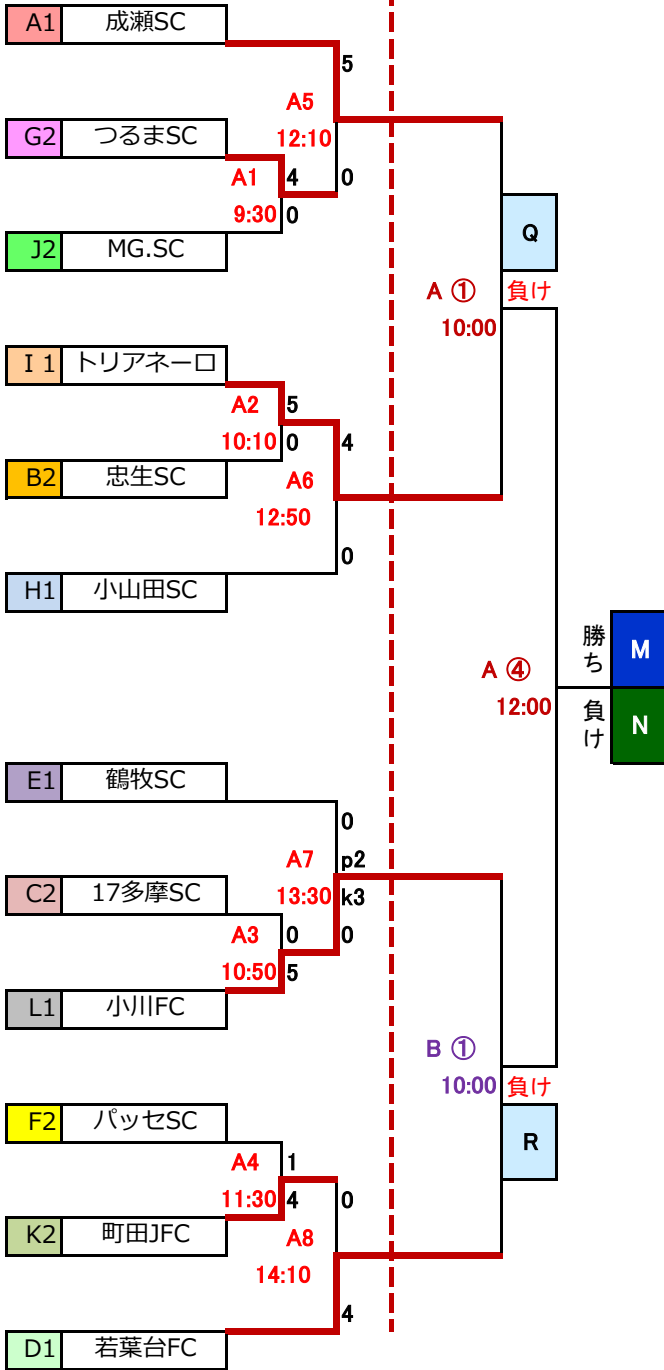 A1 成瀬SC
5
A5
12:10
G2 つるまSC
A1 4 0
9:30 0
J2 MG.SC
Q
A ① 負け
10:00
I 1 トリアネーロ
A2 5
10:10 0 4
B2 忠生SC
A6
12:50
0
H1 小山田SC
勝ち M
A ④
12:00
負け N
E1 鶴牧SC
0
A7 p2
C2 17多摩SC
13:30 k3
A3 0 0
10:50 5
L1 小川FC
B ①
10:00 負け
F2 パッセSC
R
A4 1
11:30 4 0
K2 町田JFC
A8
14:10
4
D1 若葉台FC